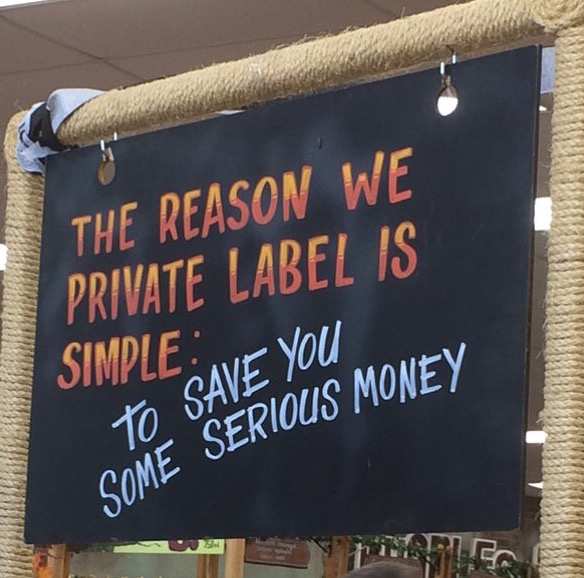 THE REASON WE
PRIVATE LABEL IS
SIMPLE:
TO SAVE YOU
SOME SERIOUS MONEY